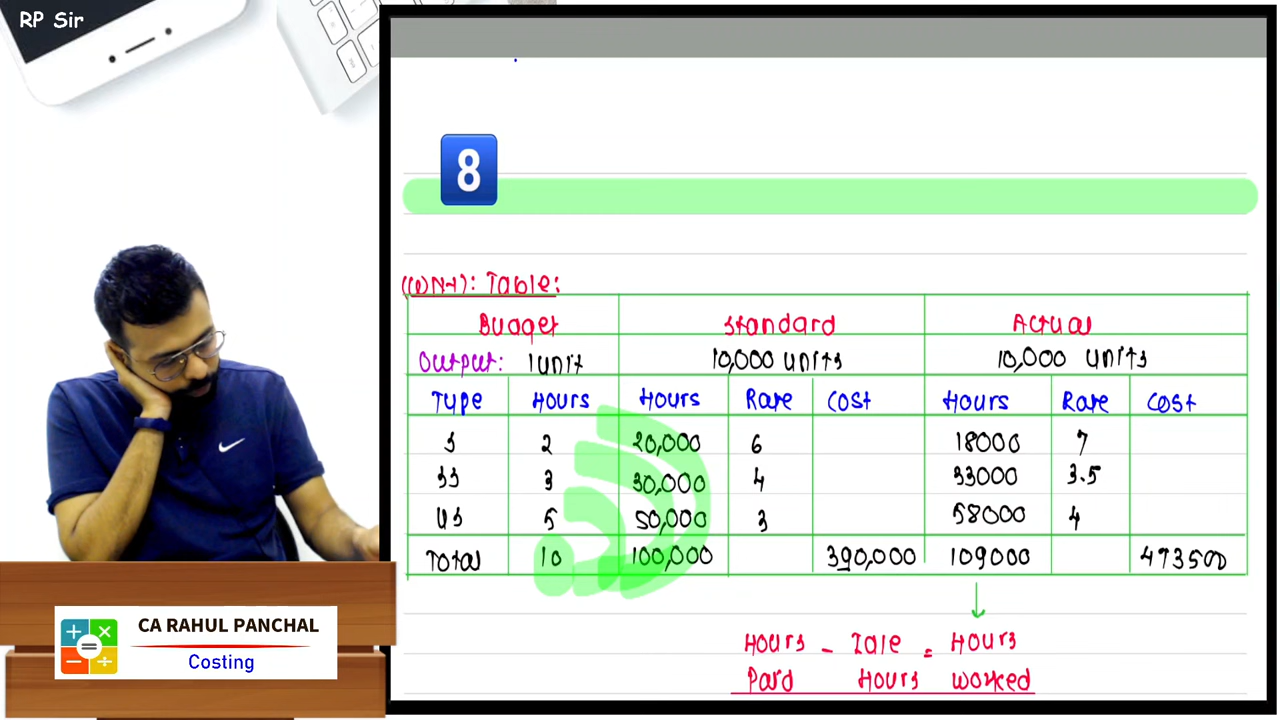 RP Sir
8
(WN-1): Table:
Budget Standard Actual
Output: 1unit 10,000 units 10,000 units
Type Hours Hours Rate Cost Hours Rate Cost
S 2 20,000 6 18000 7
SS 3 30,000 4 33000 3.5
US 5 50,000 3 58000 4
Total 10 100,000 390,000 109000 473500
Hours - Idle = Hours
Paid Hours worked
CA RAHUL PANCHAL
Costing